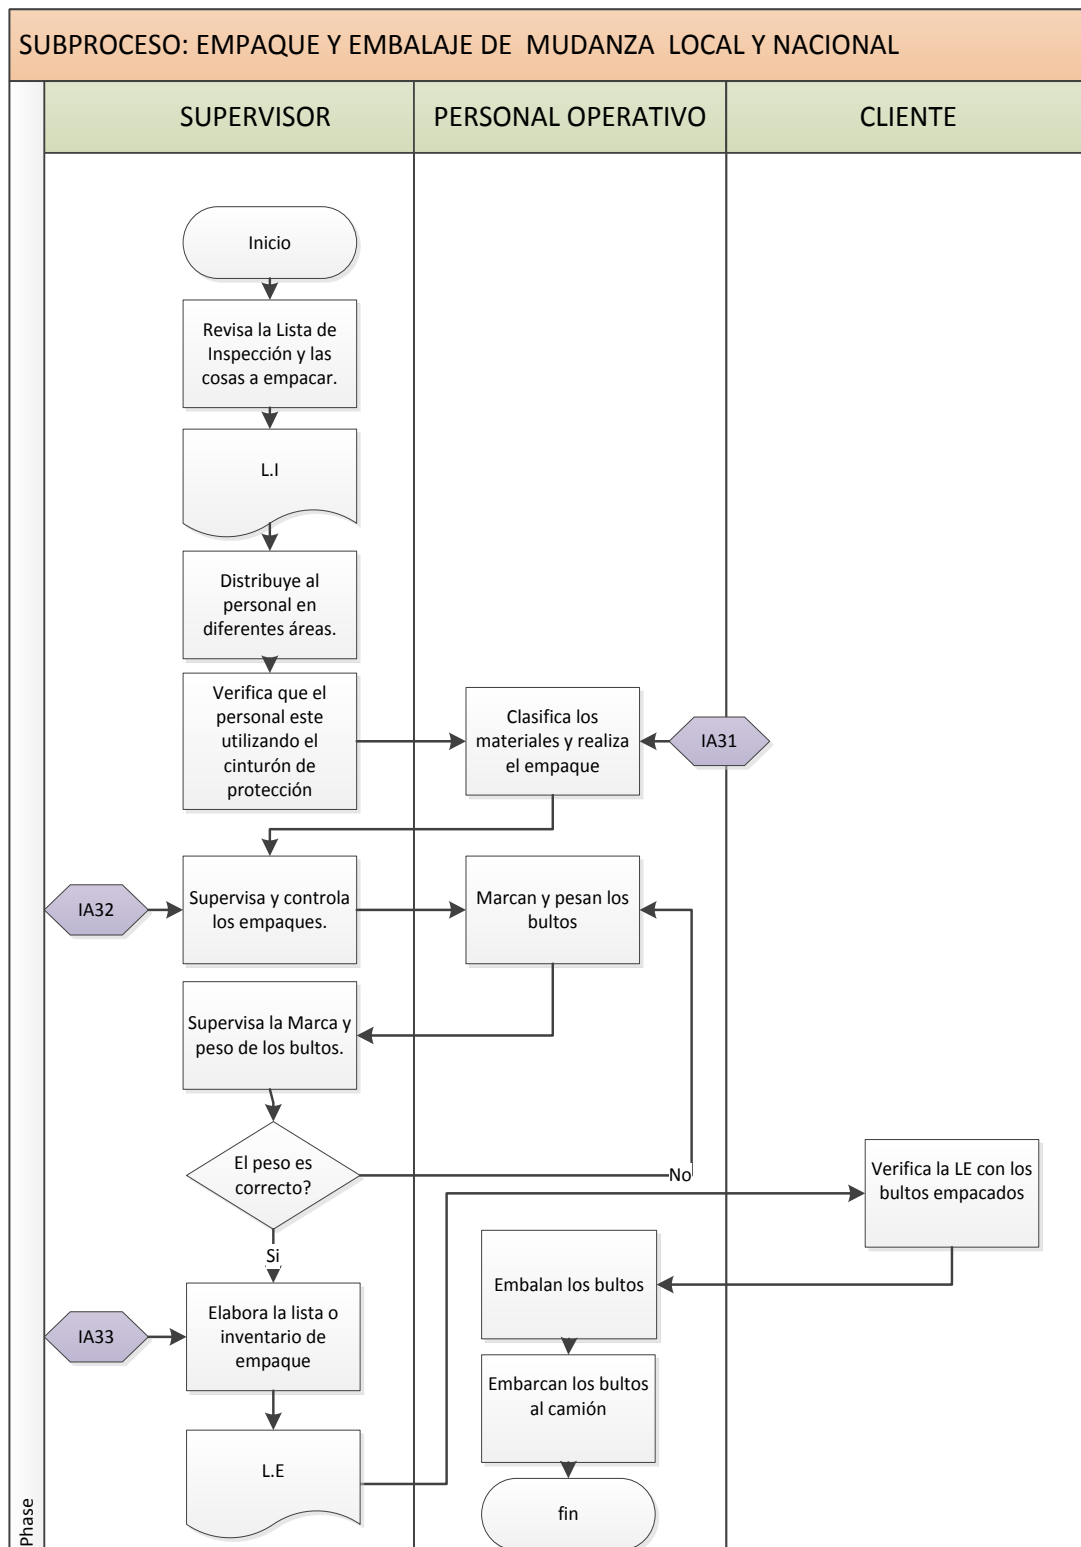 SUBPROCESO: EMPAQUE Y EMBALAJE DE MUDANZA LOCAL Y NACIONAL
SUPERVISOR
PERSONAL OPERATIVO
CLIENTE
Inicio
Revisa la Lista de
Inspección y las
cosas a empacar.
L.I
Distribuye al
personal en
diferentes áreas.
Verifica que el
personal este
utilizando el
cinturón de
protección
Clasifica los
materiales y realiza
el empaque
IA31
IA32
Supervisa y controla
los empaques.
Marcan y pesan los
bultos
Supervisa la Marca y
peso de los bultos.
El peso es
correcto?
No
Verifica la LE con los
bultos empacados
Si
Embalan los bultos
IA33
Elabora la lista o
inventario de
empaque
Embarcan los bultos
al camión
L.E
fin
Phase